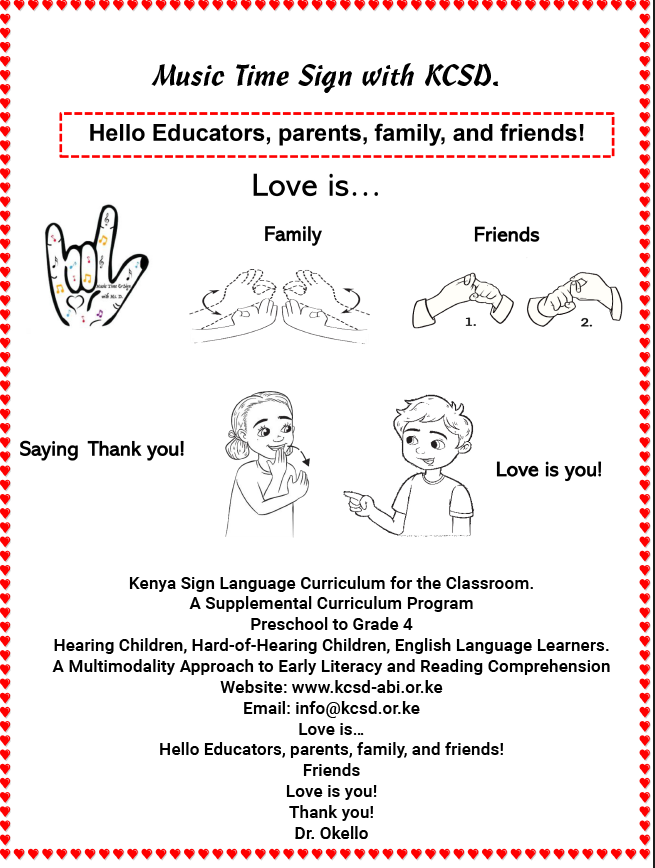 Music Time Sign with KCSD.
Hello Educators, parents, family, and friends!
Love is...
Family
Friends
1.
2.
Saying Thank you!
Love is you!
Kenya Sign Language Curriculum for the Classroom.
A Supplemental Curriculum Program
Preschool to Grade 4
Hearing Children, Hard-of-Hearing Children, English Language Learners.
A Multimodality Approach to Early Literacy and Reading Comprehension
Website: www.kcsd-abi.or.ke
Email: info@kcsd.or.ke
Love is...
Hello Educators, parents, family, and friends!
Friends
Love is you!
Thank you!
Dr. Okello